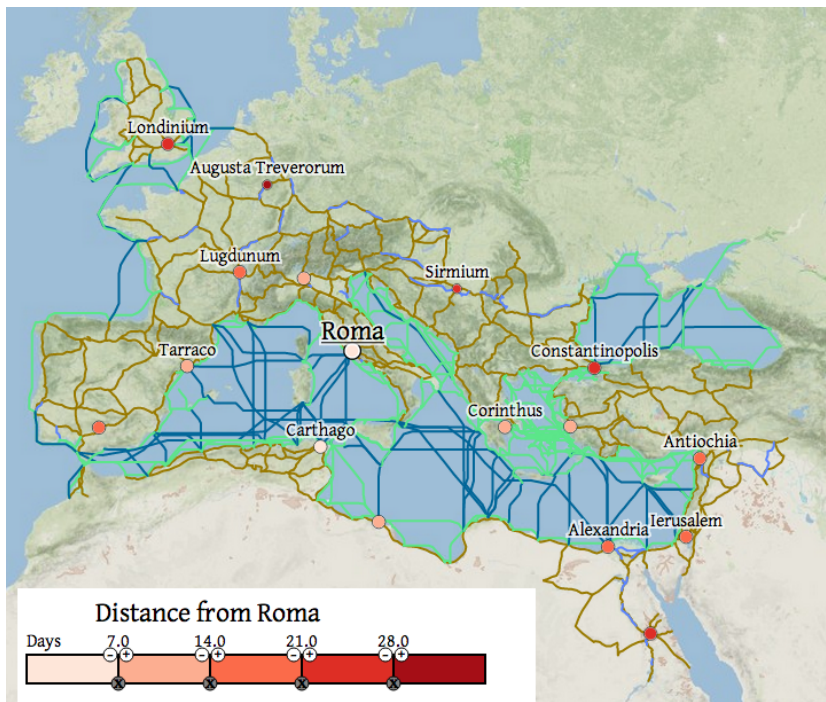 Londinium
Augusta Treverorum
Lugdunum
Sirmium
Roma
Tarraco
Constantinopolis
Corinthus
Carthago
Antiochia
Alexandria
Ierusalem
Distance from Roma
Days 7.0 14.0 21.0 28.0
- + - + - + - +
X X X X